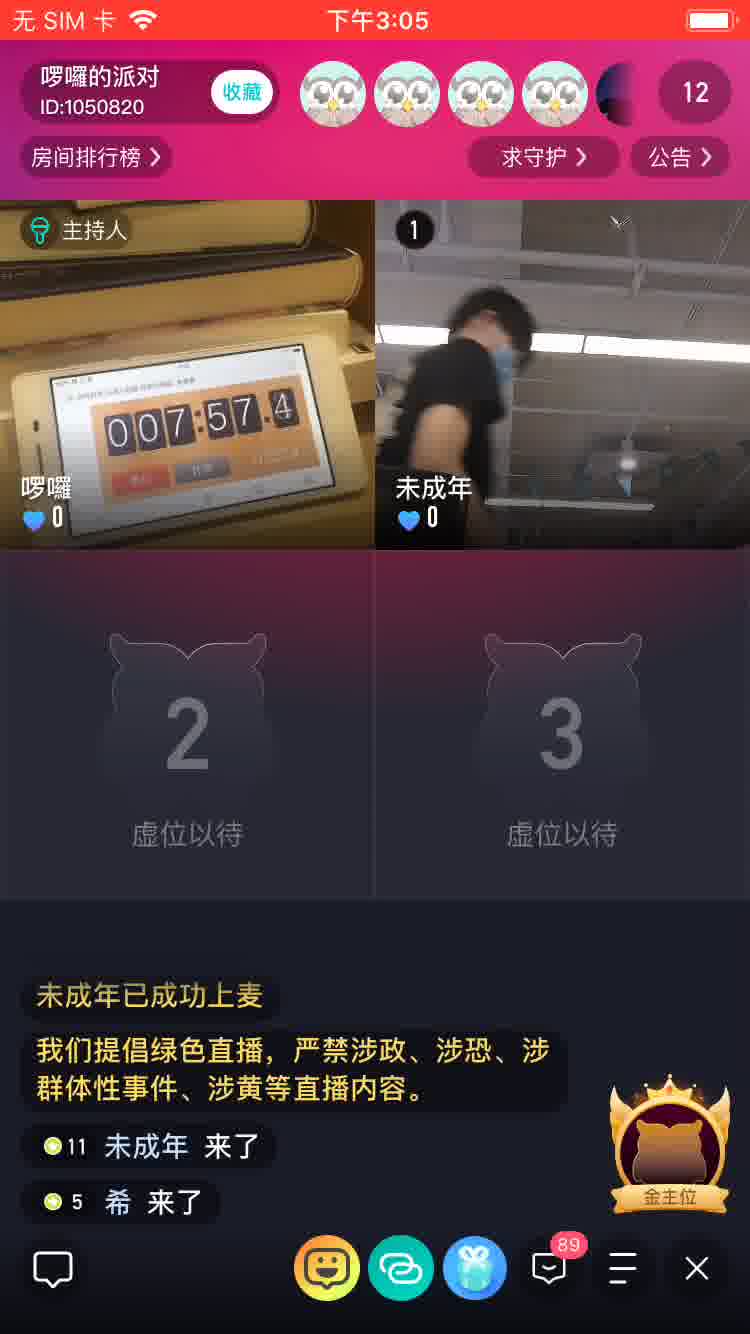 无 SIM 卡
下午3:05
啰囉的派对
ID:1050820
收藏
12
房间排行榜
求守护
公告
主持人
1
007:57.4
啰囉
0
未成年
0
2
3
虚位以待
虚位以待
未成年已成功上麦
我们提倡绿色直播，严禁涉政、涉恐、涉
群体性事件、涉黄等直播内容。
11 未成年 来了
5 希 来了
金主位
89